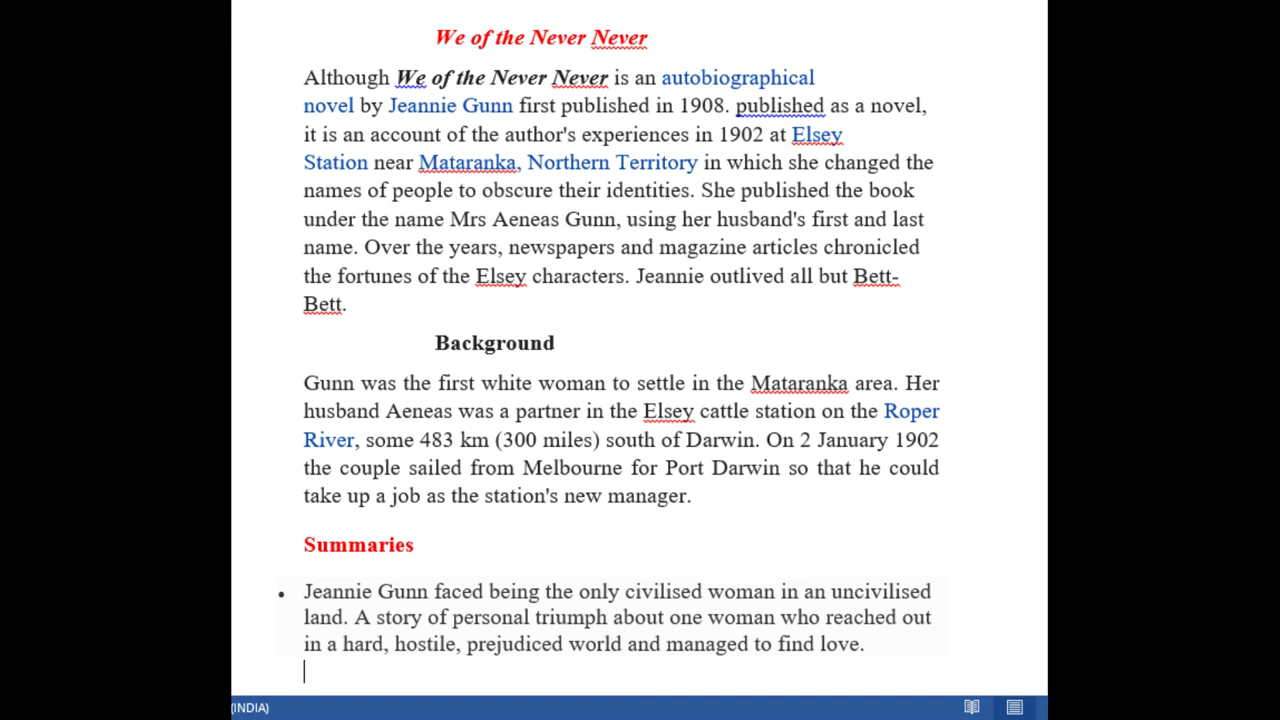 We of the Never Never
Although We of the Never Never is an autobiographical
novel by Jeannie Gunn first published in 1908. published as a novel,
it is an account of the author's experiences in 1902 at Elsey
Station near Mataranka, Northern Territory in which she changed the
names of people to obscure their identities. She published the book
under the name Mrs Aeneas Gunn, using her husband's first and last
name. Over the years, newspapers and magazine articles chronicled
the fortunes of the Elsey characters. Jeannie outlived all but Bett-
Bett.
Background
Gunn was the first white woman to settle in the Mataranka area. Her
husband Aeneas was a partner in the Elsey cattle station on the Roper
River, some 483 km (300 miles) south of Darwin. On 2 January 1902
the couple sailed from Melbourne for Port Darwin so that he could
take up a job as the station's new manager.
Summaries
• Jeannie Gunn faced being the only civilised woman in an uncivilised
land. A story of personal triumph about one woman who reached out
in a hard, hostile, prejudiced world and managed to find love.
(INDIA)